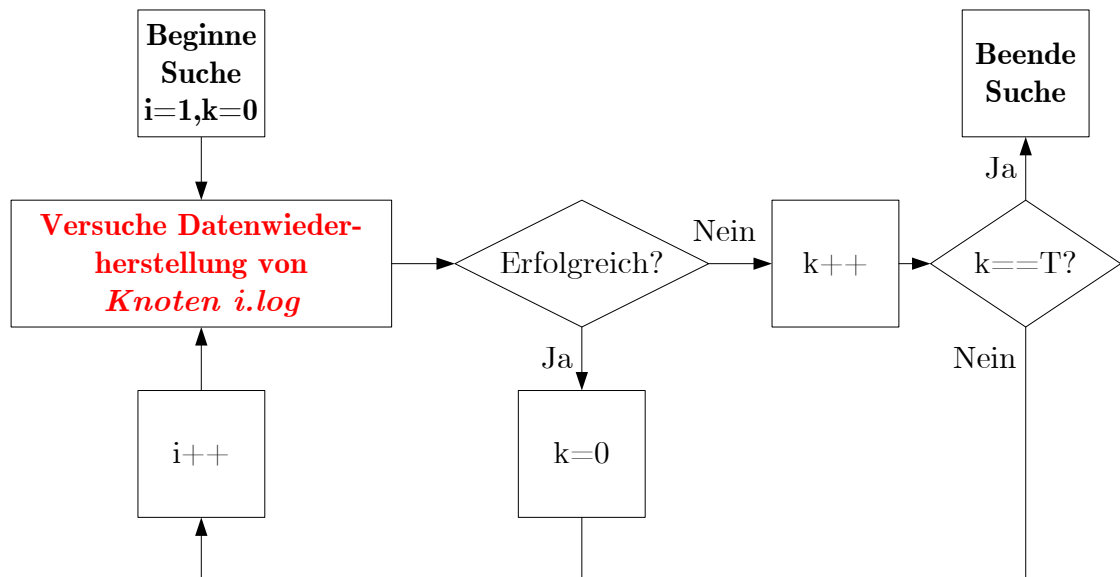 Beginne
Suche
i=1,k=0
Beende
Suche
Ja
Versuche Datenwieder-
herstellung von
Knoten i.log
Erfolgreich?
Nein
k++
k==T?
Ja
Nein
i++
k=0